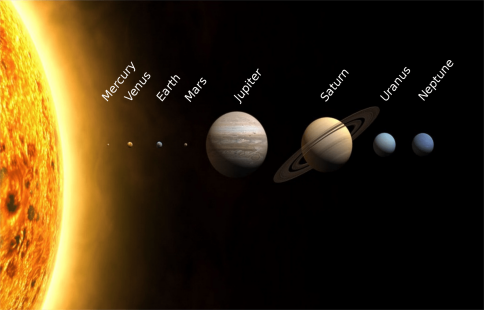 Mercury
Venus
Earth
Mars
Jupiter
Saturn
Uranus
Neptune